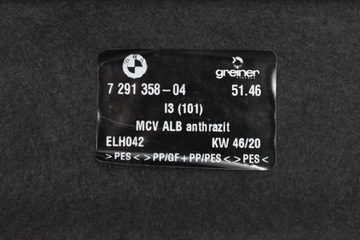 greiner
7 291 358-04 51.46
I3 (101)
MCV ALB anthrazit
ELH042 KW 46/20
>PES< >PP/GF+PP/PES< >PES<